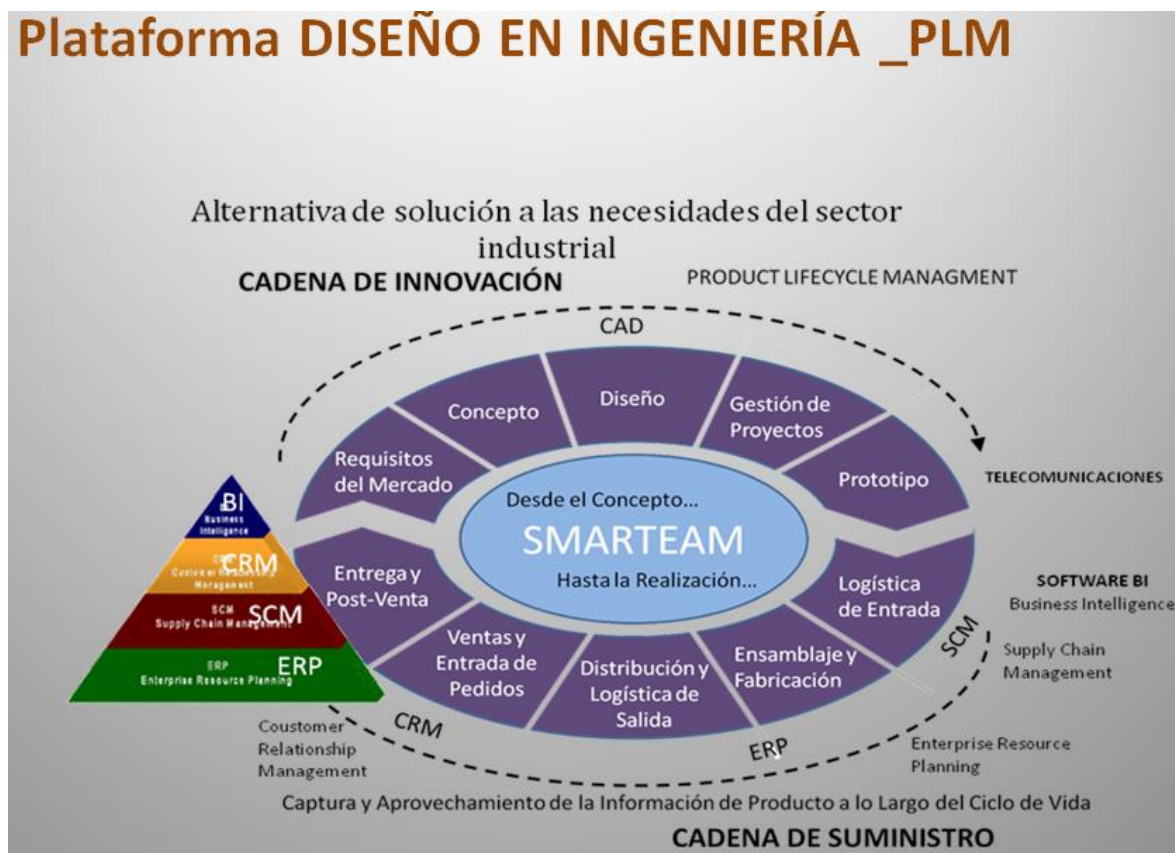 Plataforma DISEÑO EN INGENIERÍA _PLM
Alternativa de solución a las necesidades del sector
industrial
CADENA DE INNOVACIÓN
PRODUCT LIFECYCLE MANAGMENT
CAD
Requisitos
del Mercado
Concepto
Diseño
Gestión de
Proyectos
Prototipo
TELECOMUNICACIONES
Desde el Concepto...
SMARTEAM
Hasta la Realización...
BI
Business
Intelligence
CRM
Customer Relationship
Management
SCM
SCM
Supply Chain Management
ERP
ERP
Enterprise Resource Planning
Entrega y
Post-Venta
Ventas y
Entrada de
Pedidos
Distribución y
Logística de
Salida
Ensamblaje y
Fabricación
Logística
de Entrada
SOFTWARE BI
Business Intelligence
SCM
Supply Chain
Management
CRM
Coustomer
Relationship
Management
ERP
Enterprise Resource
Planning
Captura y Aprovechamiento de la Información de Producto a lo Largo del Ciclo de Vida
CADENA DE SUMINISTRO